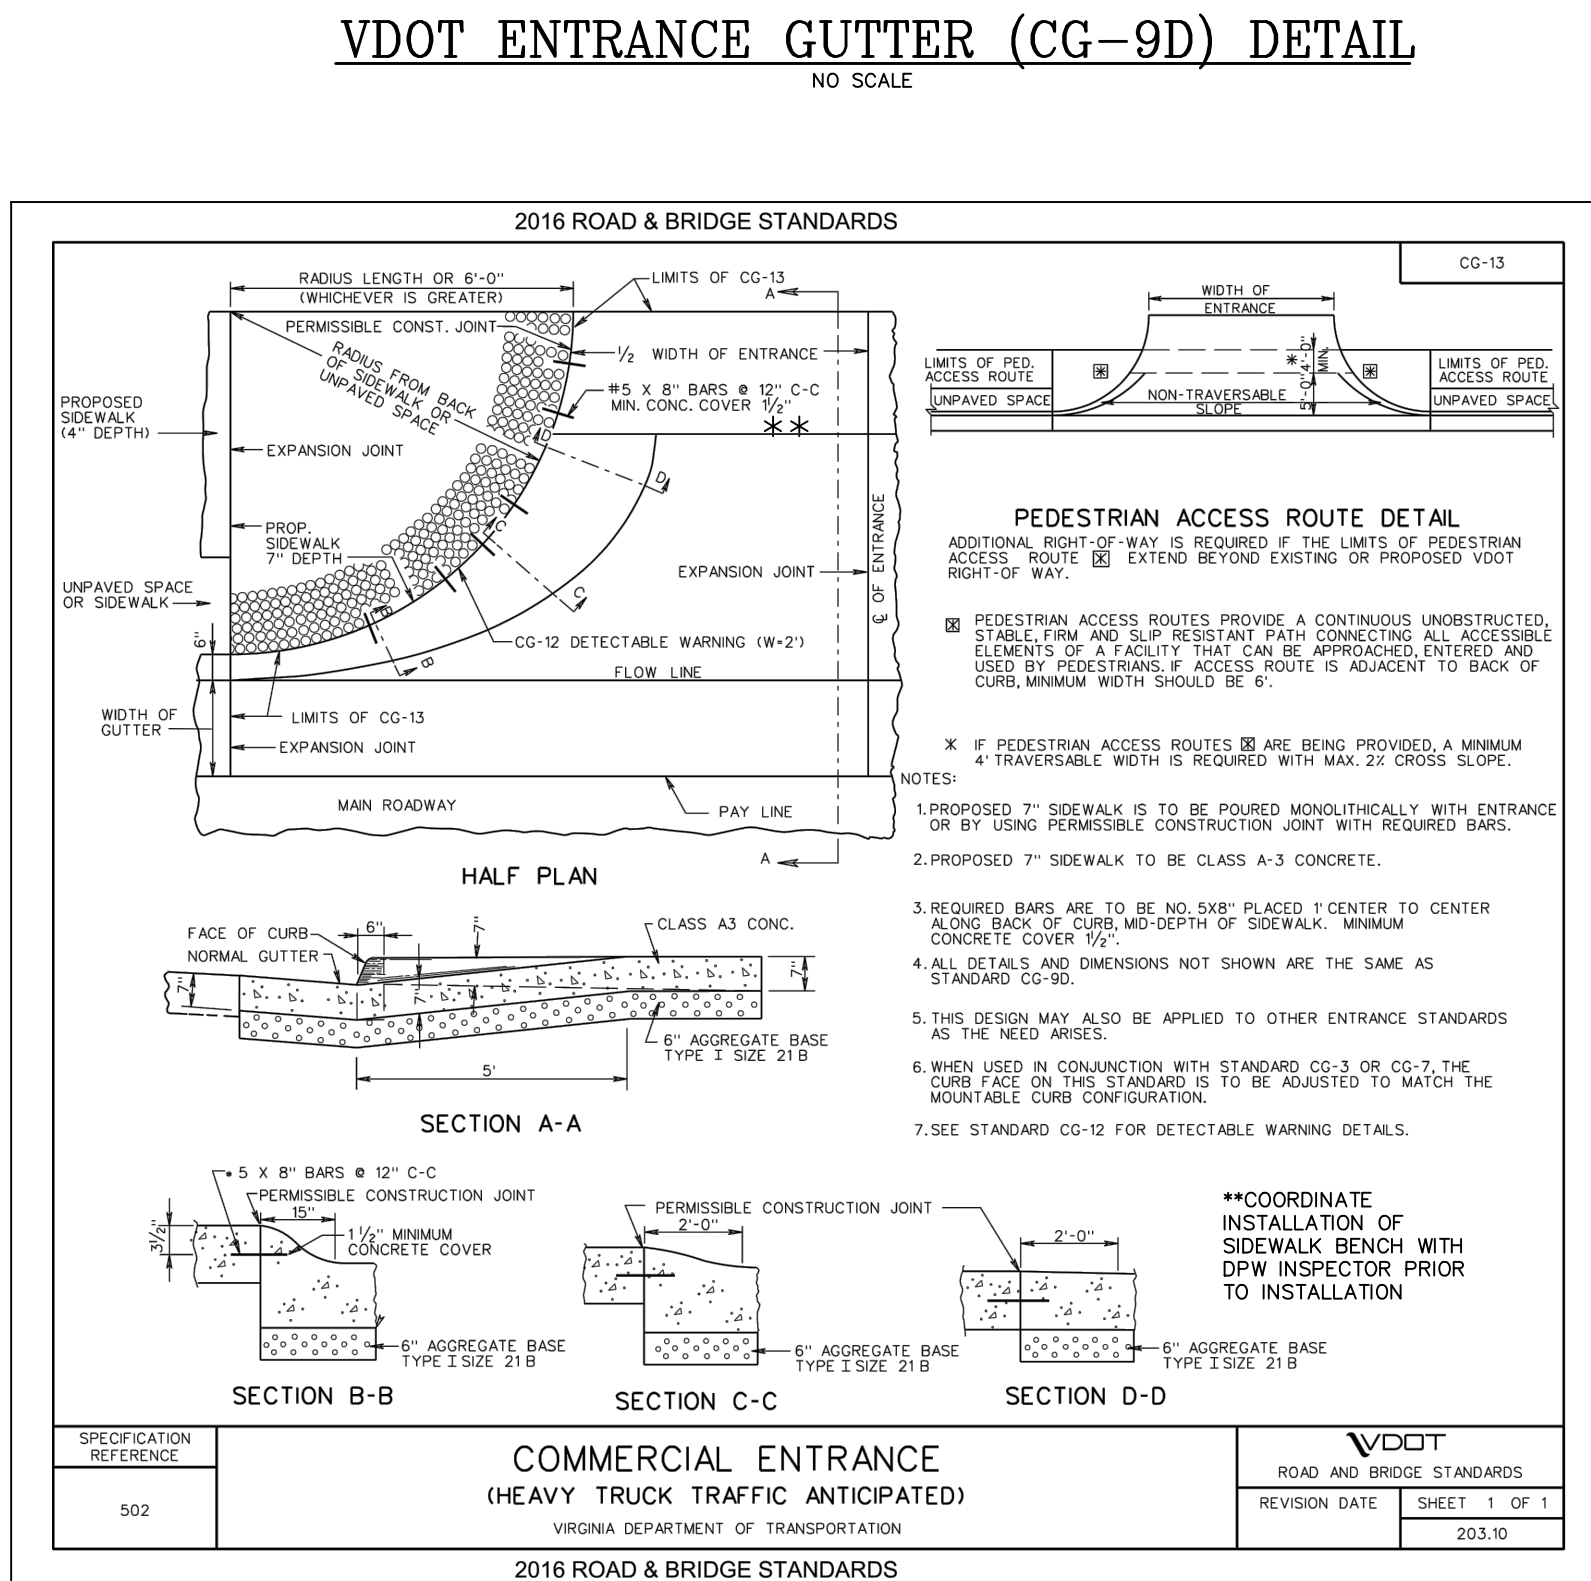 VDOT ENTRANCE GUTTER (CG-9D) DETAIL
NO SCALE
2016 ROAD & BRIDGE STANDARDS
CG-13
RADIUS LENGTH OR 6'-0"
(WHICHEVER IS GREATER)
LIMITS OF CG-13
A
PERMISSIBLE CONST. JOINT
1/2 WIDTH OF ENTRANCE
RADIUS FROM BACK
OF SIDEWALK OR
UNPAVED SPACE
#5 X 8" BARS @ 12" C-C
MIN. CONC. COVER 1 1/2"
**
PROPOSED
SIDEWALK
(4" DEPTH)
EXPANSION JOINT
D
D
PROP.
SIDEWALK
7" DEPTH
C
C
EXPANSION JOINT
℄ OF ENTRANCE
UNPAVED SPACE
OR SIDEWALK
B
B
6"
CG-12 DETECTABLE WARNING (W=2')
FLOW LINE
WIDTH OF
GUTTER
LIMITS OF CG-13
EXPANSION JOINT
MAIN ROADWAY
PAY LINE
A
HALF PLAN
WIDTH OF
ENTRANCE
LIMITS OF PED.
ACCESS ROUTE
UNPAVED SPACE
*
4'-0"
MIN.
5'-0"
NON-TRAVERSABLE
SLOPE
LIMITS OF PED.
ACCESS ROUTE
UNPAVED SPACE
PEDESTRIAN ACCESS ROUTE DETAIL
ADDITIONAL RIGHT-OF-WAY IS REQUIRED IF THE LIMITS OF PEDESTRIAN
ACCESS ROUTE ⊠ EXTEND BEYOND EXISTING OR PROPOSED VDOT
RIGHT-OF WAY.
⊠ PEDESTRIAN ACCESS ROUTES PROVIDE A CONTINUOUS UNOBSTRUCTED,
STABLE, FIRM AND SLIP RESISTANT PATH CONNECTING ALL ACCESSIBLE
ELEMENTS OF A FACILITY THAT CAN BE APPROACHED, ENTERED AND
USED BY PEDESTRIANS. IF ACCESS ROUTE IS ADJACENT TO BACK OF
CURB, MINIMUM WIDTH SHOULD BE 6'.
* IF PEDESTRIAN ACCESS ROUTES ⊠ ARE BEING PROVIDED, A MINIMUM
4' TRAVERSABLE WIDTH IS REQUIRED WITH MAX. 2% CROSS SLOPE.
NOTES:
1. PROPOSED 7" SIDEWALK IS TO BE POURED MONOLITHICALLY WITH ENTRANCE
OR BY USING PERMISSIBLE CONSTRUCTION JOINT WITH REQUIRED BARS.
2. PROPOSED 7" SIDEWALK TO BE CLASS A-3 CONCRETE.
3. REQUIRED BARS ARE TO BE NO. 5X8" PLACED 1' CENTER TO CENTER
ALONG BACK OF CURB, MID-DEPTH OF SIDEWALK. MINIMUM
CONCRETE COVER 1 1/2".
4. ALL DETAILS AND DIMENSIONS NOT SHOWN ARE THE SAME AS
STANDARD CG-9D.
5. THIS DESIGN MAY ALSO BE APPLIED TO OTHER ENTRANCE STANDARDS
AS THE NEED ARISES.
6. WHEN USED IN CONJUNCTION WITH STANDARD CG-3 OR CG-7, THE
CURB FACE ON THIS STANDARD IS TO BE ADJUSTED TO MATCH THE
MOUNTABLE CURB CONFIGURATION.
7. SEE STANDARD CG-12 FOR DETECTABLE WARNING DETAILS.
FACE OF CURB
NORMAL GUTTER
6"
7"
CLASS A3 CONC.
7"
7"
7"
6" AGGREGATE BASE
TYPE I SIZE 21 B
5'
SECTION A-A
#5 X 8" BARS @ 12" C-C
PERMISSIBLE CONSTRUCTION JOINT
15"
3 1/2"
1 1/2" MINIMUM
CONCRETE COVER
6" AGGREGATE BASE
TYPE I SIZE 21 B
SECTION B-B
PERMISSIBLE CONSTRUCTION JOINT
2'-0"
6" AGGREGATE BASE
TYPE I SIZE 21 B
SECTION C-C
2'-0"
6" AGGREGATE BASE
TYPE I SIZE 21 B
SECTION D-D
**COORDINATE
INSTALLATION OF
SIDEWALK BENCH WITH
DPW INSPECTOR PRIOR
TO INSTALLATION
SPECIFICATION
REFERENCE
502
COMMERCIAL ENTRANCE
(HEAVY TRUCK TRAFFIC ANTICIPATED)
VIRGINIA DEPARTMENT OF TRANSPORTATION
VDOT
ROAD AND BRIDGE STANDARDS
REVISION DATE
SHEET 1 OF 1
203.10
2016 ROAD & BRIDGE STANDARDS